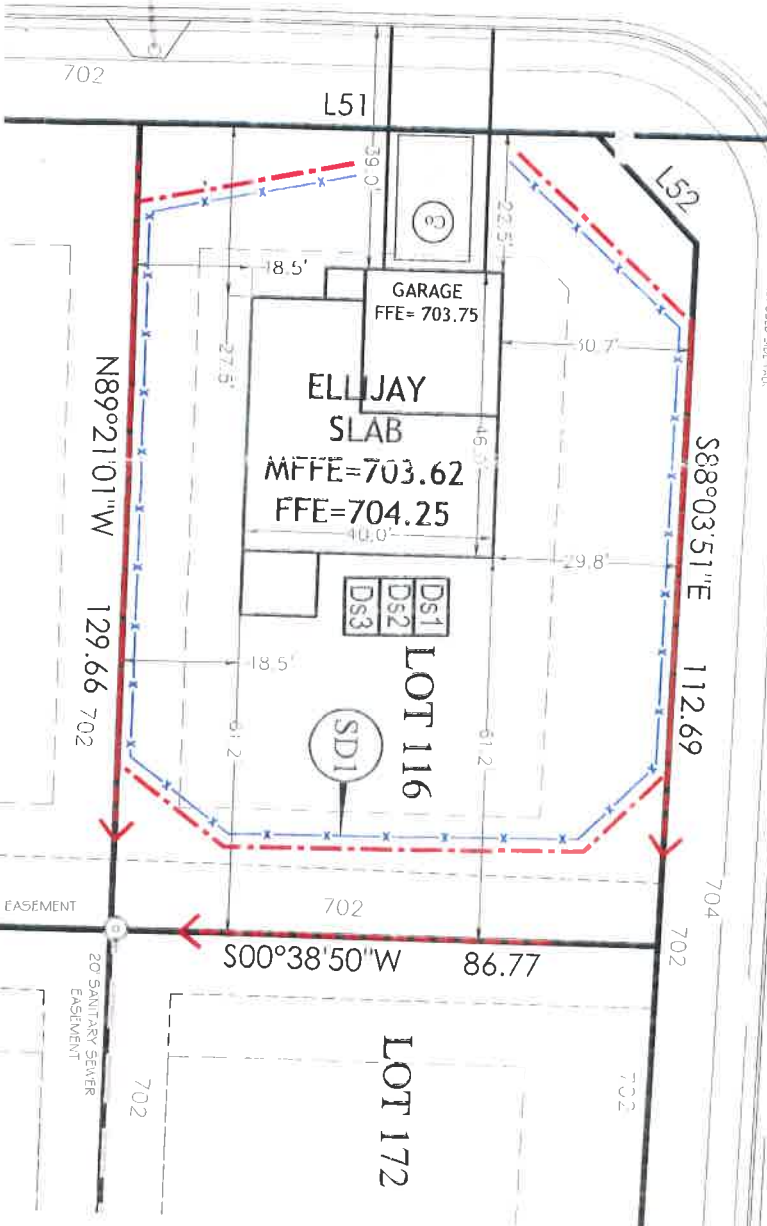 702
L51
L52
39.0'
22.5'
8
18.5'
GARAGE
FFE= 703.75
30.7'
27.5'
ELLIJAY
SLAB
MFFE=703.62
FFE=704.25
40.0'
29.8'
N89°21'01"W 129.66
S88°03'51"E 112.69
Ds1
Ds2
Ds3
LOT 116
SD1
18.5'
61.2'
61.2'
702
704
702
EASEMENT
702
S00°38'50"W 86.77
20' SANITARY SEWER
EASEMENT
702
702
LOT 172